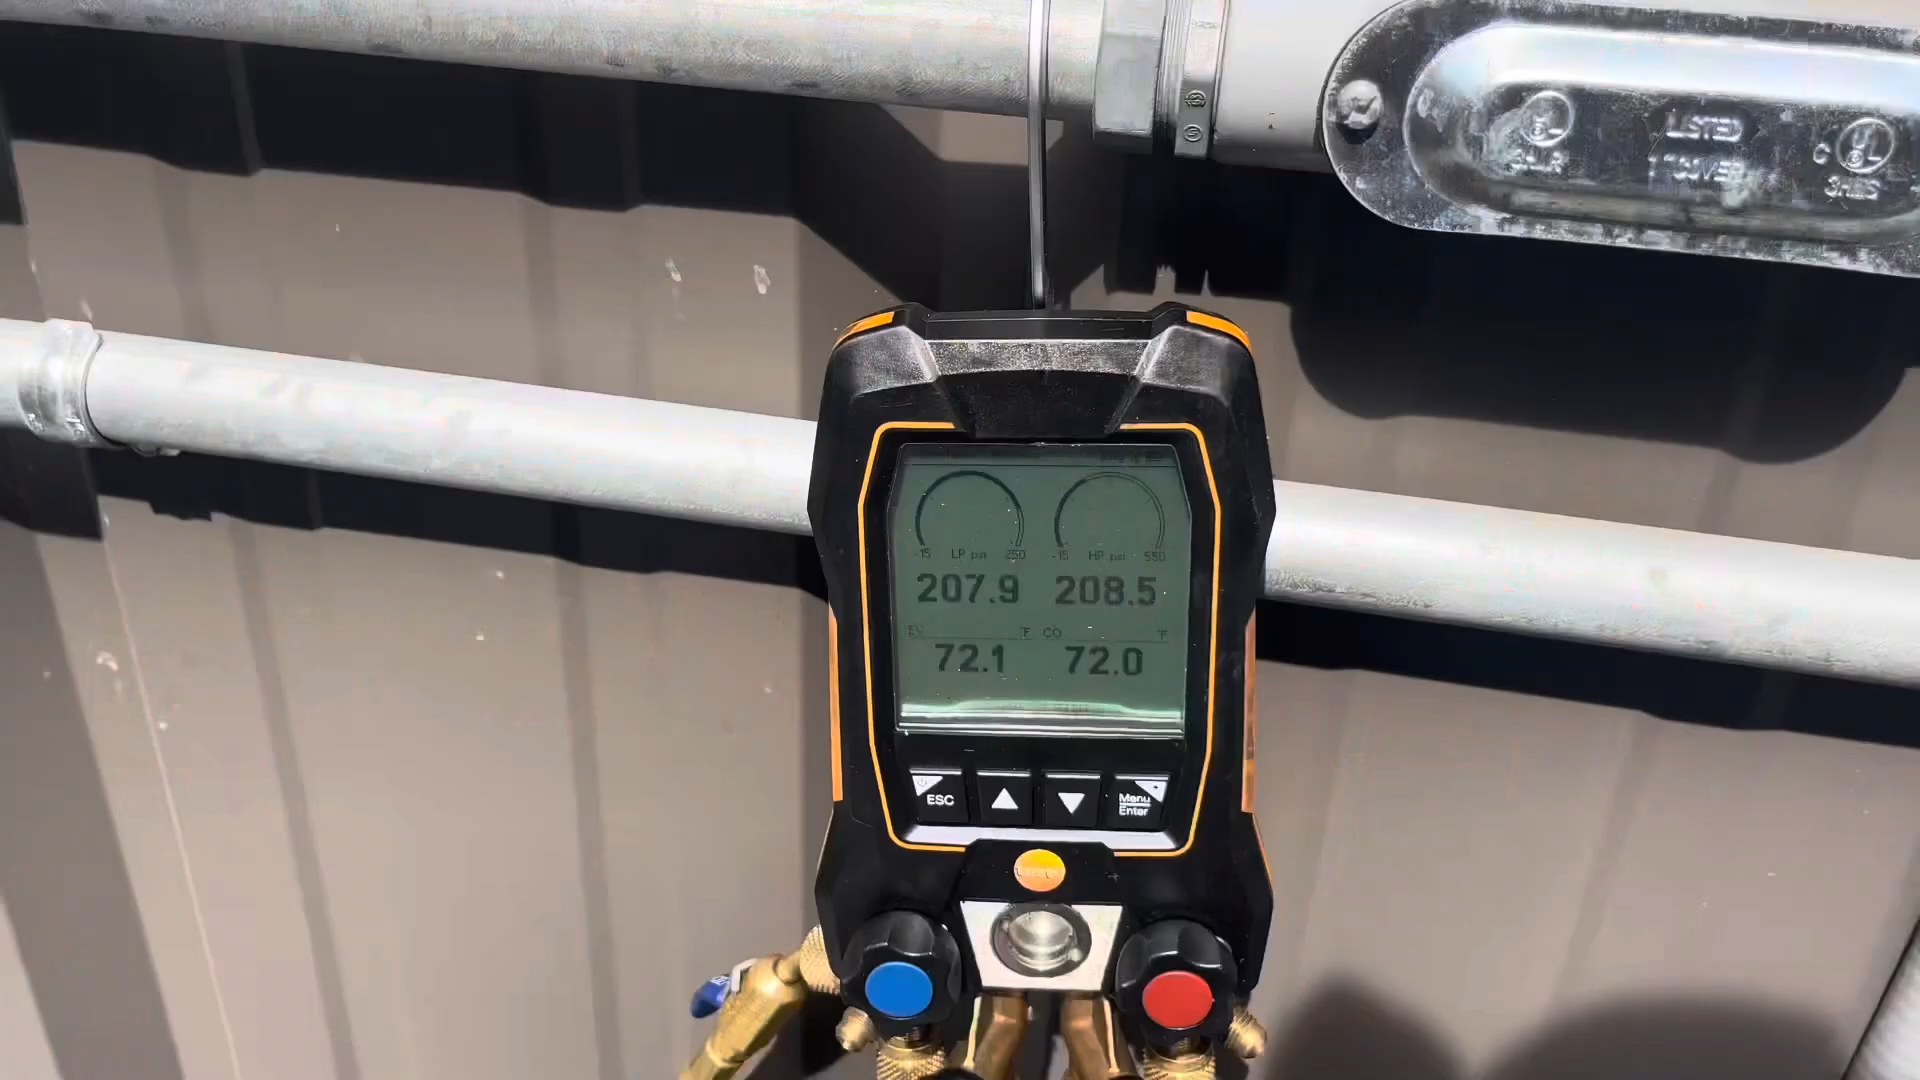 LISTED
UL
-15 LP psi 250
-15 HP psi 550
207.9 208.5
EV °F CO °F
72.1 72.0
ESC
Menu
Enter